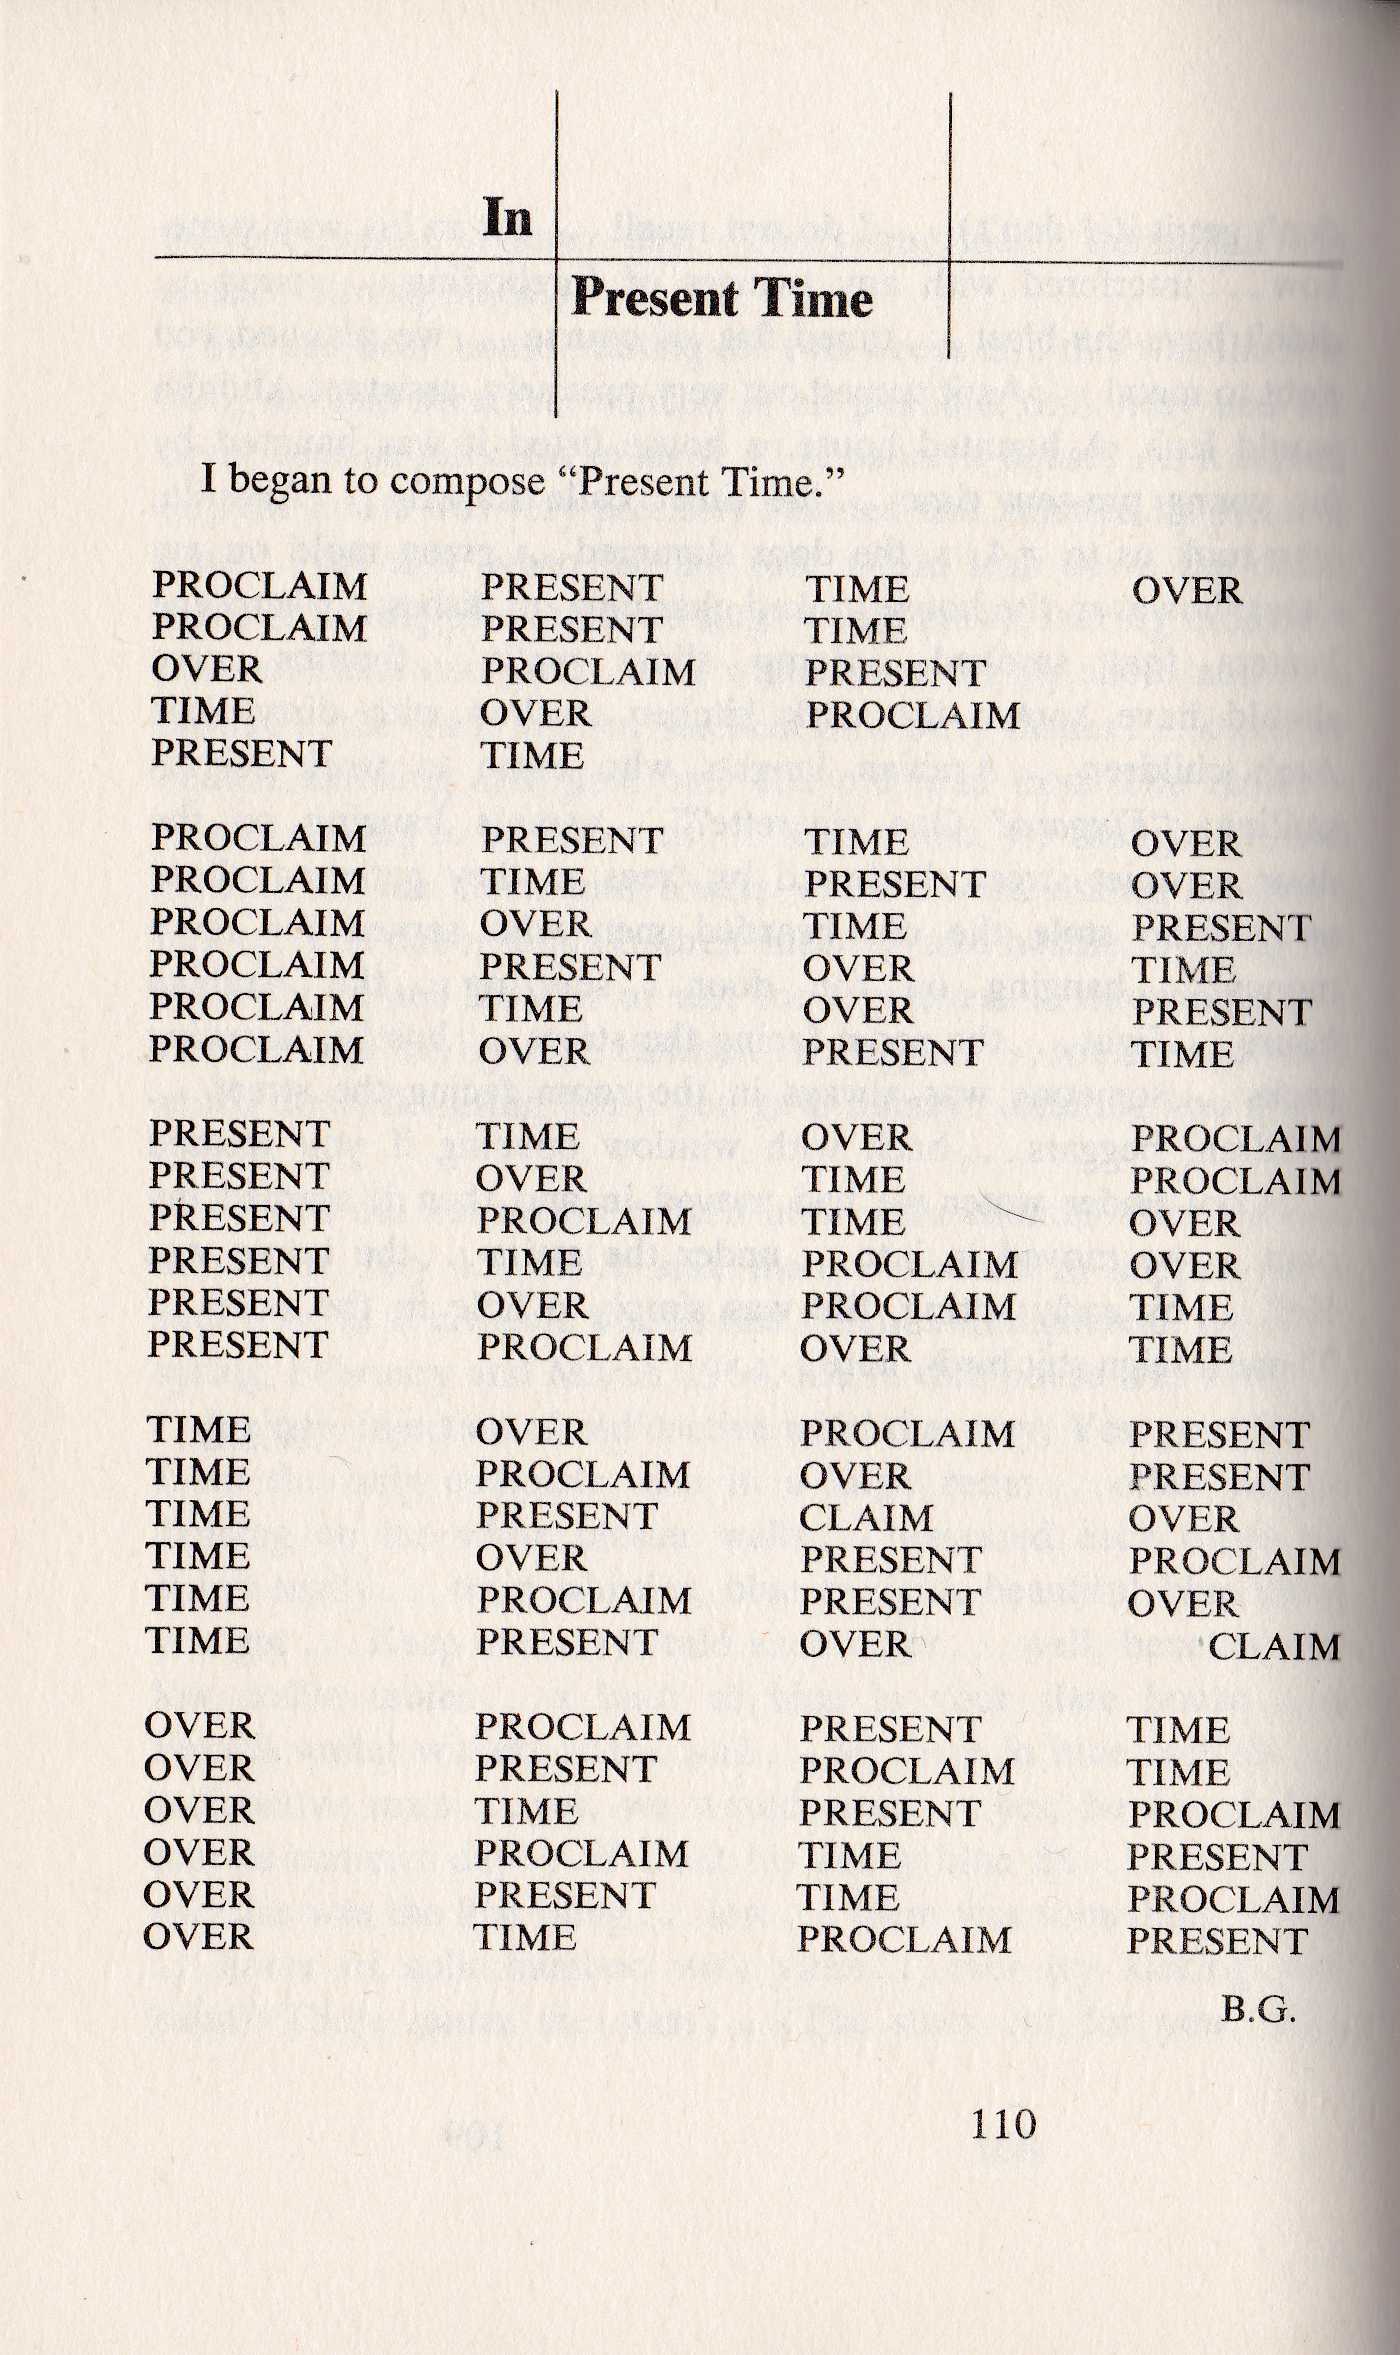 In
Present Time
I began to compose “Present Time.”
PROCLAIM PRESENT TIME OVER
PROCLAIM PRESENT TIME
OVER PROCLAIM PRESENT
TIME OVER PROCLAIM
PRESENT TIME
PROCLAIM PRESENT TIME OVER
PROCLAIM TIME PRESENT OVER
PROCLAIM OVER TIME PRESENT
PROCLAIM PRESENT OVER TIME
PROCLAIM TIME OVER PRESENT
PROCLAIM OVER PRESENT TIME
PRESENT TIME OVER PROCLAIM
PRESENT OVER TIME PROCLAIM
PRESENT PROCLAIM TIME OVER
PRESENT TIME PROCLAIM OVER
PRESENT OVER PROCLAIM TIME
PRESENT PROCLAIM OVER TIME
TIME OVER PROCLAIM PRESENT
TIME PROCLAIM OVER PRESENT
TIME PRESENT CLAIM OVER
TIME OVER PRESENT PROCLAIM
TIME PROCLAIM PRESENT OVER
TIME PRESENT OVER CLAIM
OVER PROCLAIM PRESENT TIME
OVER PRESENT PROCLAIM TIME
OVER TIME PRESENT PROCLAIM
OVER PROCLAIM TIME PRESENT
OVER PRESENT TIME PROCLAIM
OVER TIME PROCLAIM PRESENT
B.G.
110